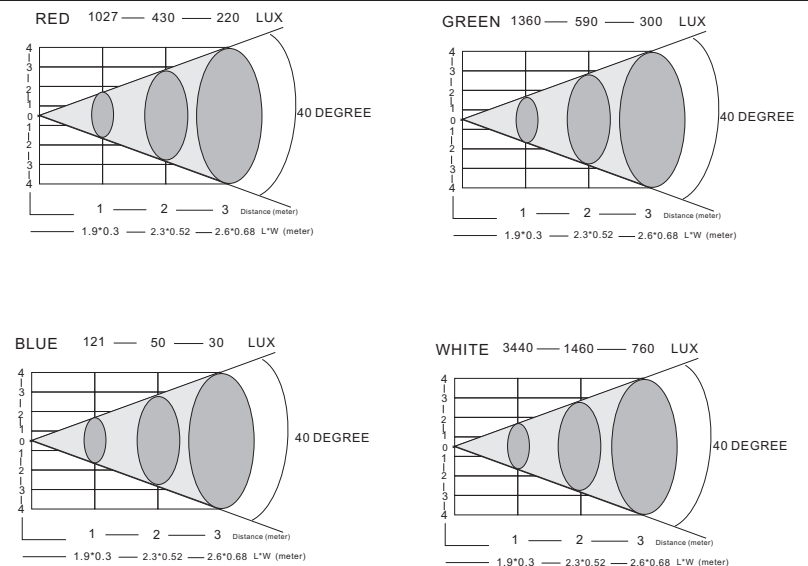 RED 1027 430 220 LUX
4
3
2
1
0
1
2
3
4
40 DEGREE
1 2 3 Distance (meter)
1.9*0.3 2.3*0.52 2.6*0.68 L*W (meter)
GREEN 1360 590 300 LUX
4
3
2
1
0
1
2
3
4
40 DEGREE
1 2 3 Distance (meter)
1.9*0.3 2.3*0.52 2.6*0.68 L*W (meter)
BLUE 121 50 30 LUX
4
3
2
1
0
1
2
3
4
40 DEGREE
1 2 3 Distance (meter)
1.9*0.3 2.3*0.52 2.6*0.68 L*W (meter)
WHITE 3440 1460 760 LUX
4
3
2
1
0
1
2
3
4
40 DEGREE
1 2 3 Distance (meter)
1.9*0.3 2.3*0.52 2.6*0.68 L*W (meter)